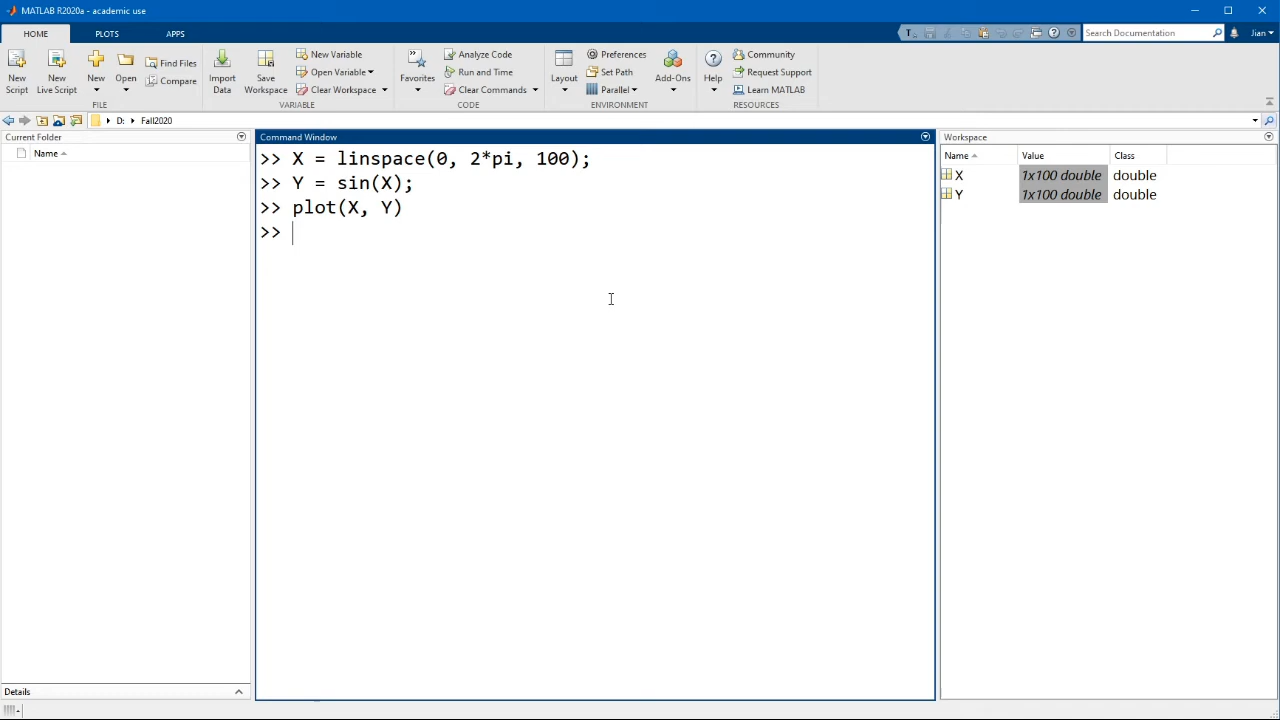 MATLAB R2020a - academic use
HOME PLOTS APPS
Search Documentation
Jian
New Script
New Live Script
New
Open
Find Files
Compare
FILE
Import Data
Save Workspace
New Variable
Open Variable
Clear Workspace
VARIABLE
Favorites
Analyze Code
Run and Time
Clear Commands
CODE
Layout
Preferences
Set Path
Parallel
ENVIRONMENT
Add-Ons
Help
Community
Request Support
Learn MATLAB
RESOURCES
D: Fall2020
Current Folder
Name
Details
Command Window
>> X = linspace(0, 2*pi, 100);
>> Y = sin(X);
>> plot(X, Y)
>>
Workspace
Name Value Class
X 1x100 double double
Y 1x100 double double